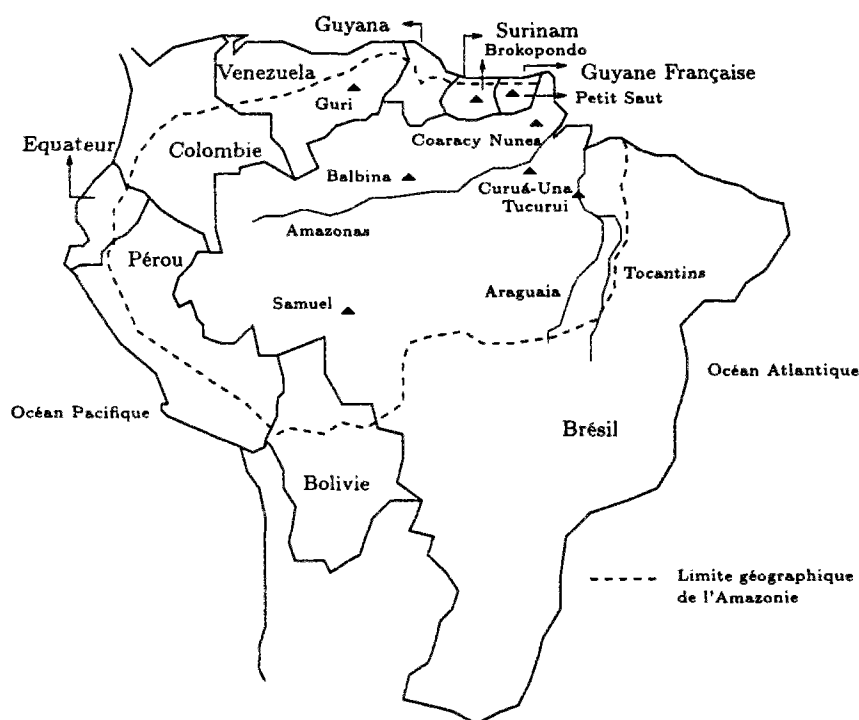 Guyana
Surinam
Brokopondo
Guyane Française
Venezuela
Guri
Petit Saut
Equateur
Colombie
Coaracy Nunes
Balbina
Curuá-Una
Tucurui
Amazonas
Pérou
Tocantins
Samuel
Araguaia
Océan Atlantique
Océan Pacifique
Brésil
Bolivie
Limite géographique
de l'Amazonie